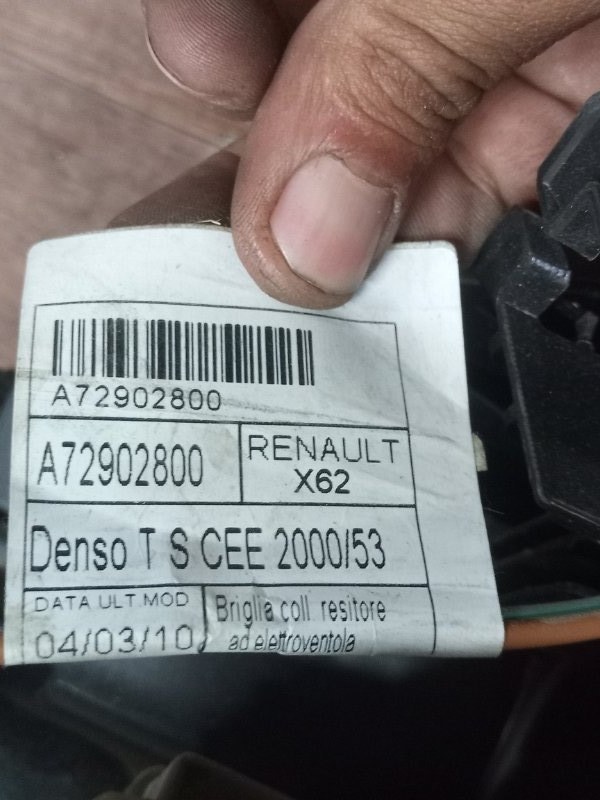 A72902800
A72902800
RENAULT
X62
Denso T S CEE 2000/53
DATA ULT.MOD
04/03/10
Briglia coll. resitore
ad elettroventola